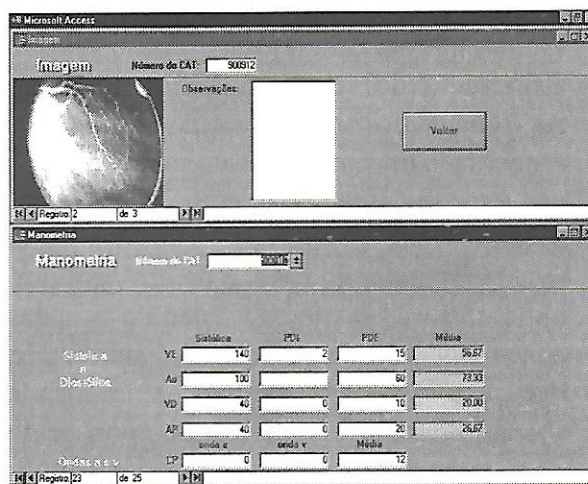 Microsoft Access
Imagem
Imagem Número do CAT: 900912
Observações:
Voltar
Registro: 2 de 3
Manometria
Manometria Número do CAT
Sistólica PDI PDF Média
Sistólica e Diastólica
VE 140 2 15 56,67
Ao 100 60 73,33
VD 40 0 10 20,00
AP 40 0 20 26,67
onda a onda v Média
Ondas a e v CP 0 0 12
Registro: 23 de 25